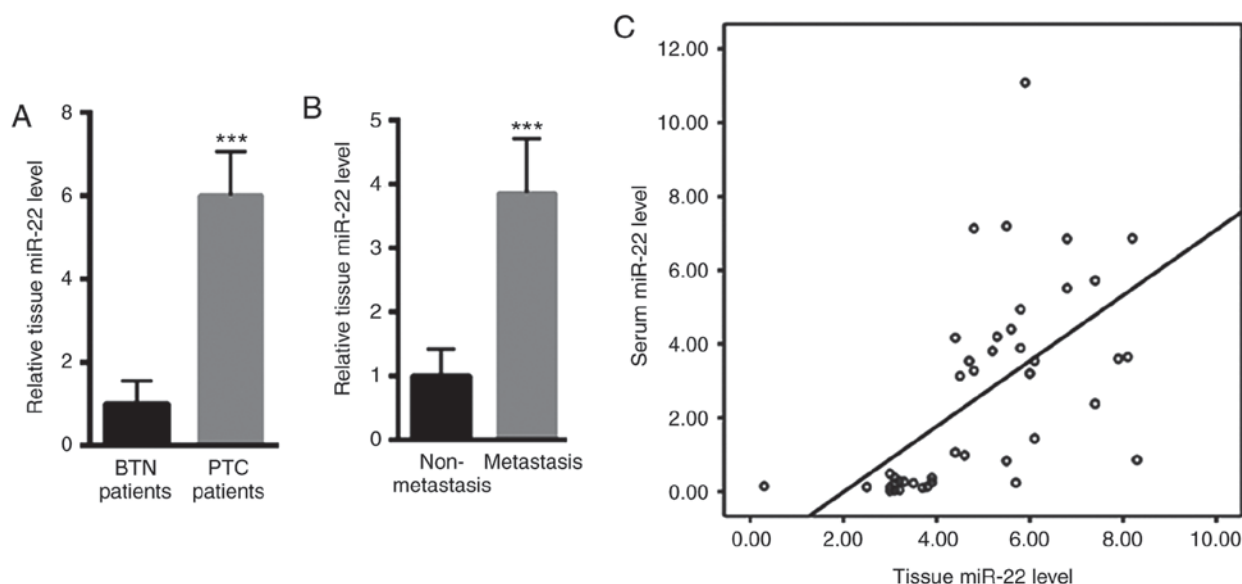 A
Relative tissue miR-22 level
8
6
4
2
0
***
BTN
patients
PTC
patients
B
Relative tissue miR-22 level
5
4
3
2
1
0
***
Non-
metastasis
Metastasis
C
Serum miR-22 level
12.00
10.00
8.00
6.00
4.00
2.00
0.00
0.00 2.00 4.00 6.00 8.00 10.00
Tissue miR-22 level